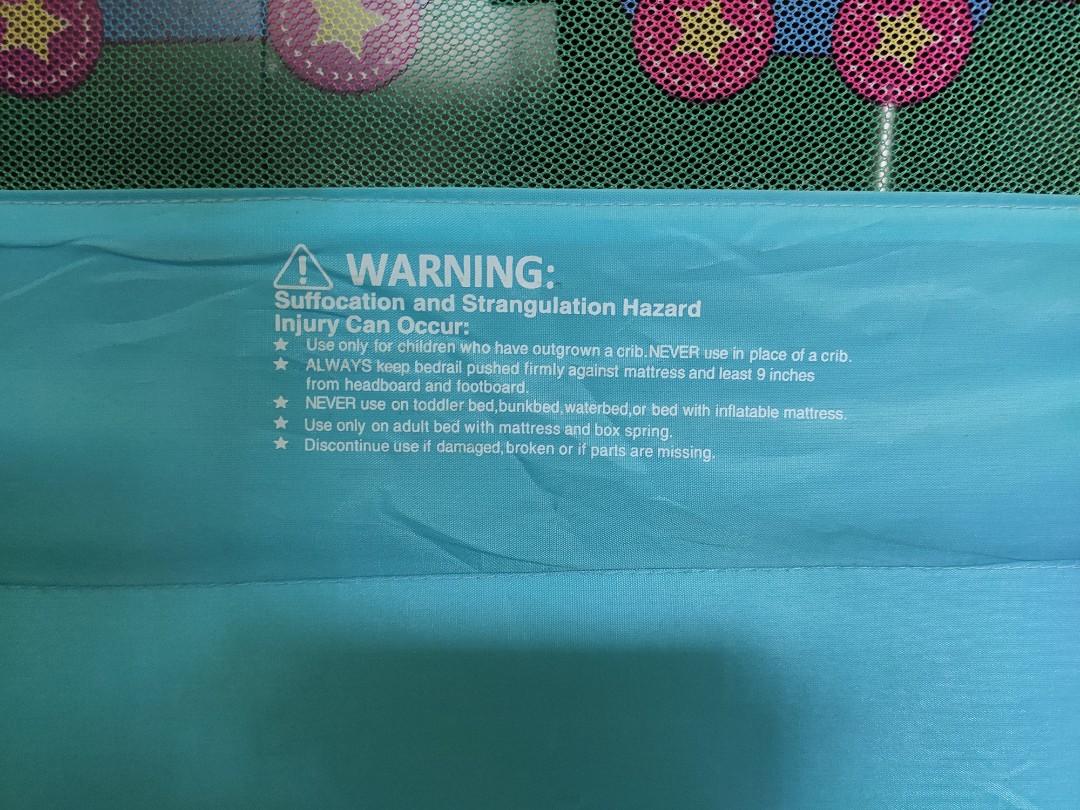 WARNING:
Suffocation and Strangulation Hazard
Injury Can Occur:
Use only for children who have outgrown a crib.NEVER use in place of a crib.
ALWAYS keep bedrail pushed firmly against mattress and least 9 inches
from headboard and footboard.
NEVER use on toddler bed,bunkbed,waterbed,or bed with inflatable mattress.
Use only on adult bed with mattress and box spring.
Discontinue use if damaged,broken or if parts are missing.